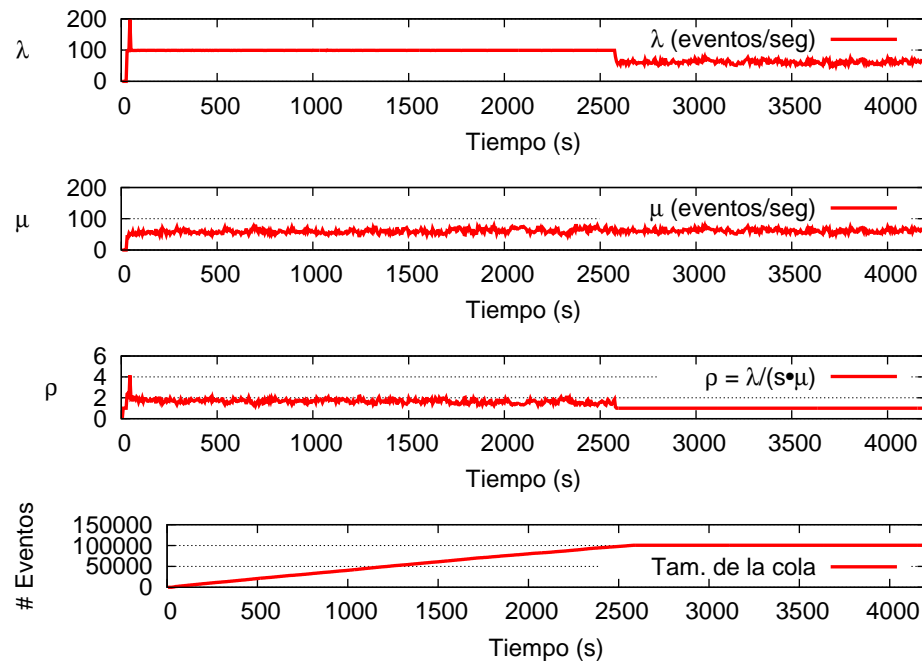 200
λ
100
λ (eventos/seg)
0
0 500 1000 1500 2000 2500 3000 3500 4000
Tiempo (s)
200
μ
100
μ (eventos/seg)
0
0 500 1000 1500 2000 2500 3000 3500 4000
Tiempo (s)
6
ρ = λ/(s•μ)
4
ρ
2
0
0 500 1000 1500 2000 2500 3000 3500 4000
Tiempo (s)
# Eventos
150000
100000
50000
Tam. de la cola
0
0 500 1000 1500 2000 2500 3000 3500 4000
Tiempo (s)